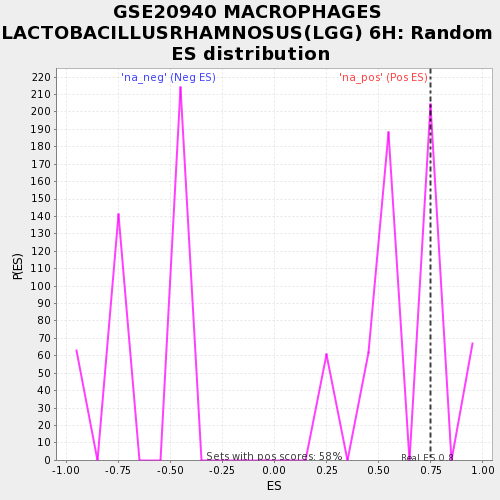 GSE20940 MACROPHAGES
LACTOBACILLUSRHAMNOSUS(LGG) 6H: Random
ES distribution
'na_neg' (Neg ES)
'na_pos' (Pos ES)
220
210
200
190
180
170
160
150
140
130
120
110
100
90
80
70
60
50
40
30
20
10
0
P(ES)
Sets with pos scores: 58%
Real ES 0.8
-1.00 -0.75 -0.50 -0.25 0.00 0.25 0.50 0.75 1.00
ES